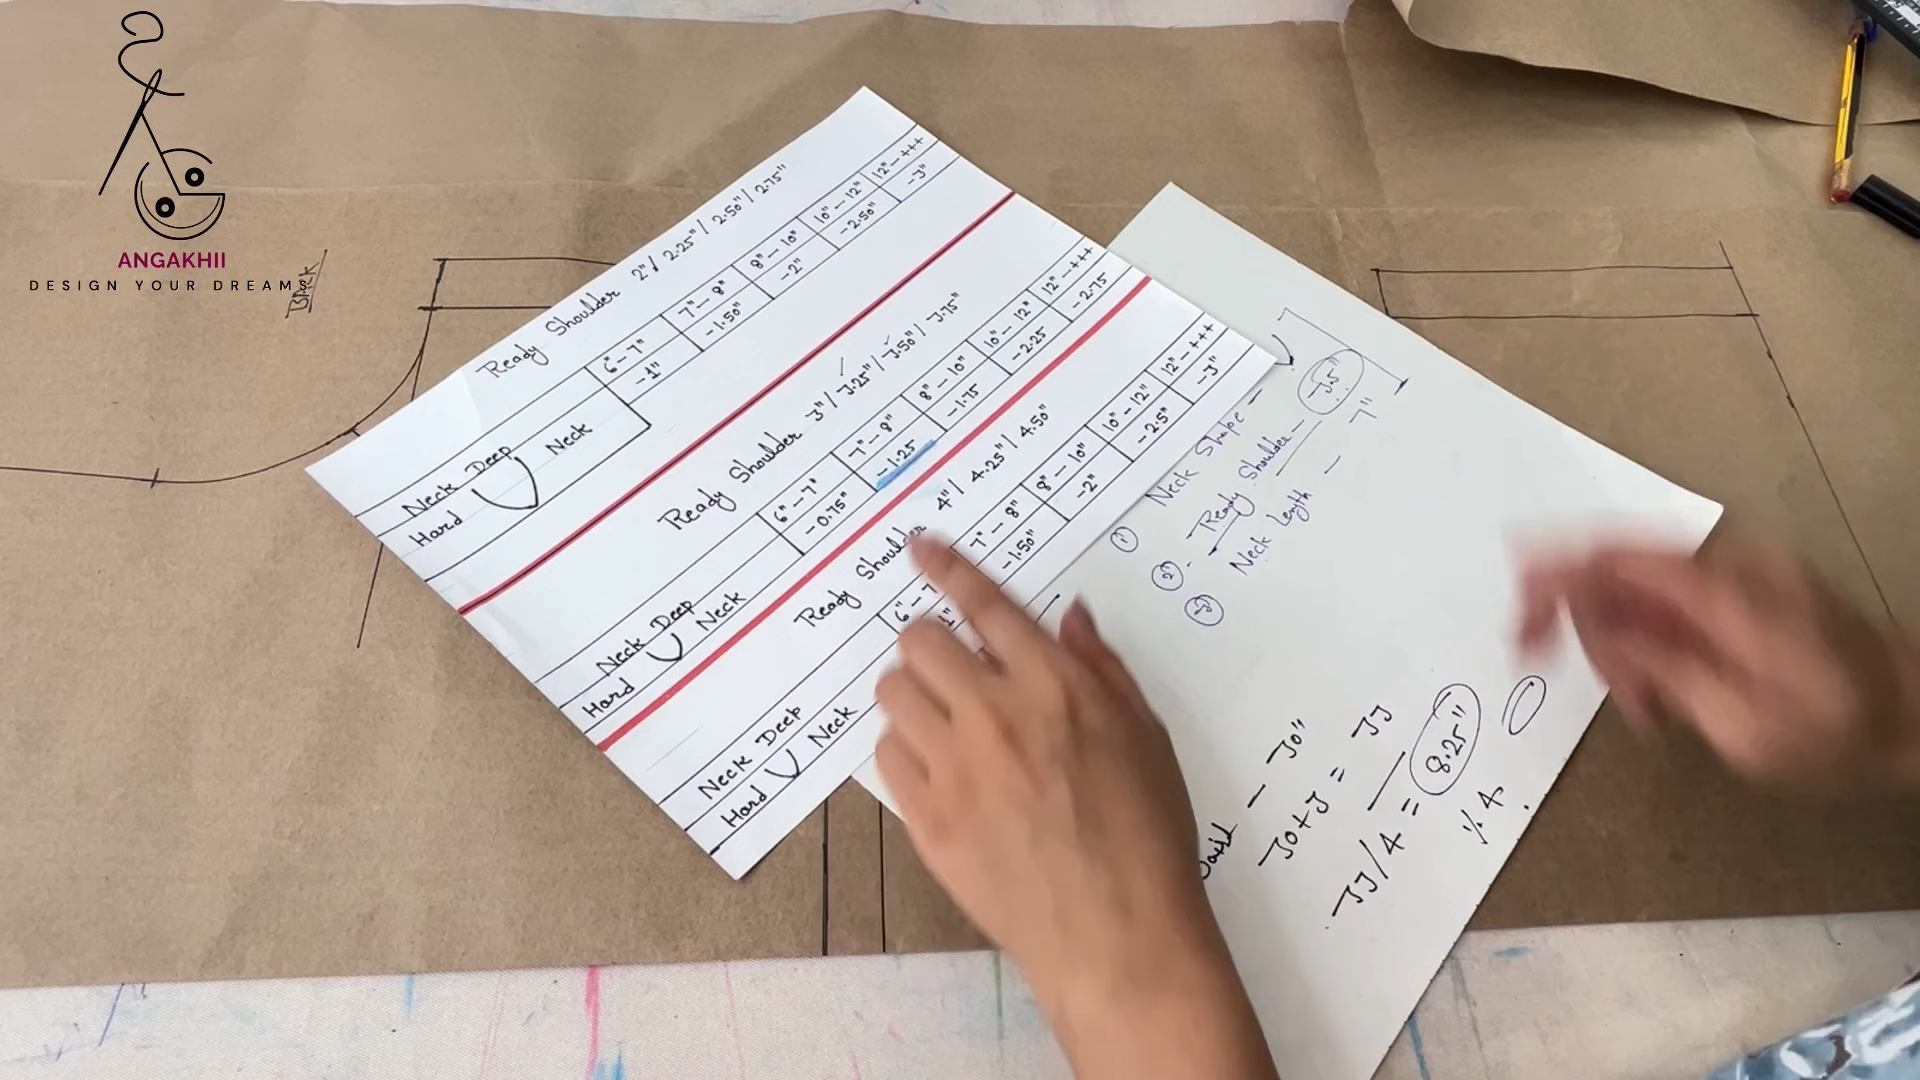 ANGAKHII
DESIGN YOUR DREAMS
BACK
Ready Shoulder 2"/ 2.25"/ 2.50"/ 2.75"
Neck Deep 6"-7" 7"-8" 8"-10" 10"-12" 12"-+++
Hard U Neck -1" -1.50" -2" -2.50" -3"
Ready Shoulder 3"/ 3.25"/ 3.50"/ 3.75"
Neck Deep 6"-7" 7"-8" 8"-10" 10"-12" 12"-+++
Hard U Neck -0.75" -1.25 -1.75 -2.25 -2.75
Ready Shoulder 4"/ 4.25"/ 4.50"
Neck Deep 6"-7 7"-8" 8"-10" 10"-12" 12"-+++
Hard U Neck 1" -1.50" -2" -2.5" -3"
① Neck Shape - U
② - Ready Shoulder - 3.5"
③ Neck Length - 7"
- 30"
30+3 = 33
33/4 = 8.25"
% 4